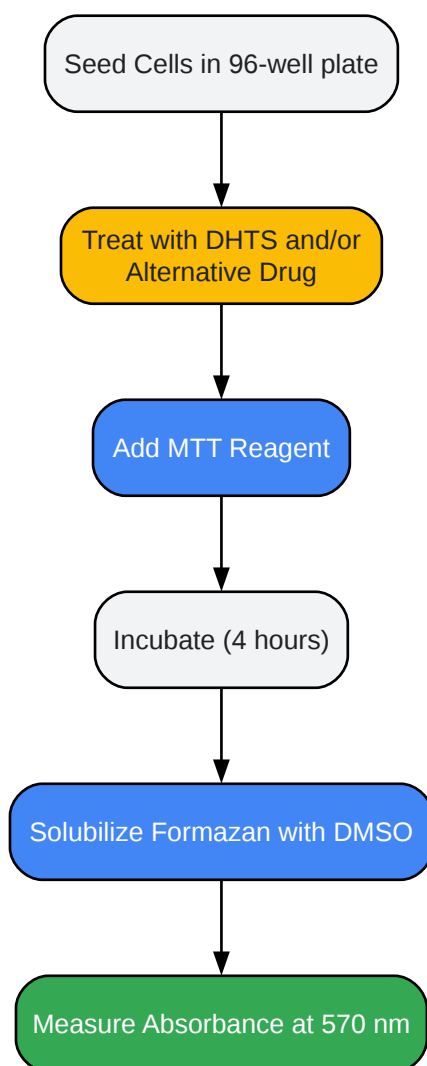 Seed Cells in 96-well plate
Treat with DHTS and/or
Alternative Drug
Add MTT Reagent
Incubate (4 hours)
Solubilize Formazan with DMSO
Measure Absorbance at 570 nm